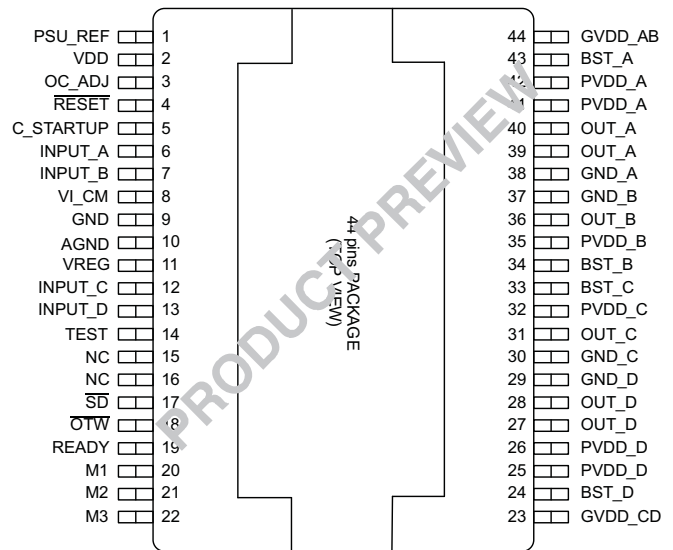 PSU_REF 1
VDD 2
OC_ADJ 3
RESET 4
C_STARTUP 5
INPUT_A 6
INPUT_B 7
VI_CM 8
GND 9
AGND 10
VREG 11
INPUT_C 12
INPUT_D 13
TEST 14
NC 15
NC 16
SD 17
OTW 18
READY 19
M1 20
M2 21
M3 22
44 pins PACKAGE
(TOP VIEW)
PRODUCT PREVIEW
44 GVDD_AB
43 BST_A
42 PVDD_A
41 PVDD_A
40 OUT_A
39 OUT_A
38 GND_A
37 GND_B
36 OUT_B
35 PVDD_B
34 BST_B
33 BST_C
32 PVDD_C
31 OUT_C
30 GND_C
29 GND_D
28 OUT_D
27 OUT_D
26 PVDD_D
25 PVDD_D
24 BST_D
23 GVDD_CD